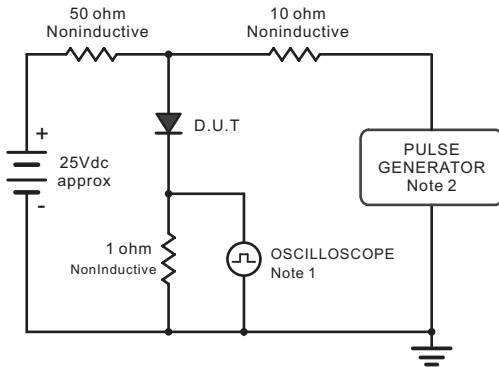 50 ohm
Noninductive
10 ohm
Noninductive
+
D.U.T
25Vdc
approx
-
PULSE
GENERATOR
Note 2
1 ohm
NonInductive
OSCILLOSCOPE
Note 1